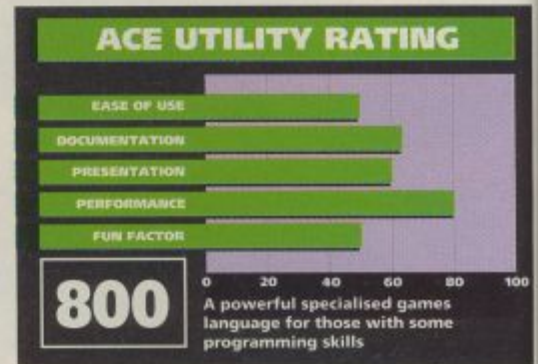 ACE UTILITY RATING
EASE OF USE
DOCUMENTATION
PRESENTATION
PERFORMANCE
FUN FACTOR
0 20 40 60 80 100
800
A powerful specialised games
language for those with some
programming skills